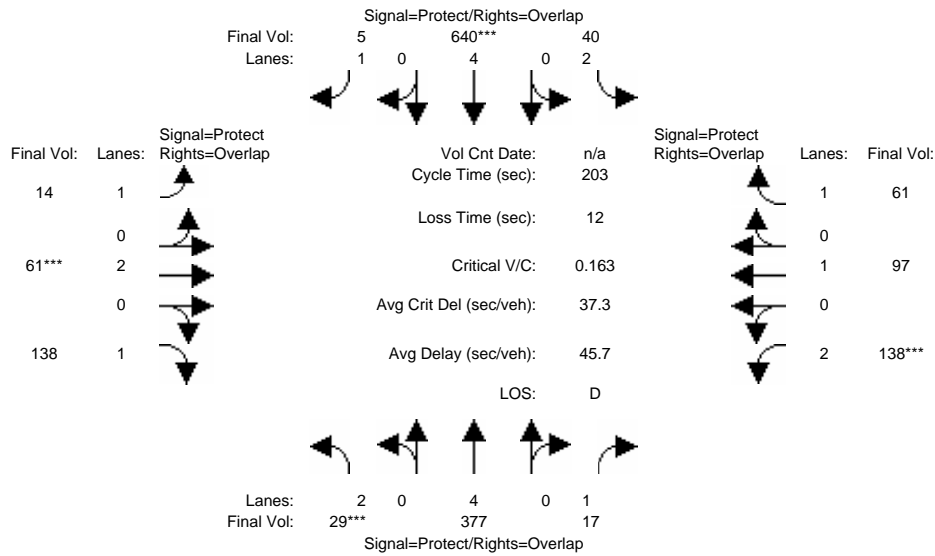 Signal=Protect/Rights=Overlap
Final Vol: 5 640*** 40
Lanes: 1 0 4 0 2
Signal=Protect Signal=Protect
Final Vol: Lanes: Rights=Overlap Vol Cnt Date: n/a Rights=Overlap Lanes: Final Vol:
Cycle Time (sec): 203
14 1 1 61
Loss Time (sec): 12
0 0
61*** 2 Critical V/C: 0.163 1 97
0 Avg Crit Del (sec/veh): 37.3 0
138 1 Avg Delay (sec/veh): 45.7 2 138***
LOS: D
Lanes: 2 0 4 0 1
Final Vol: 29*** 377 17
Signal=Protect/Rights=Overlap